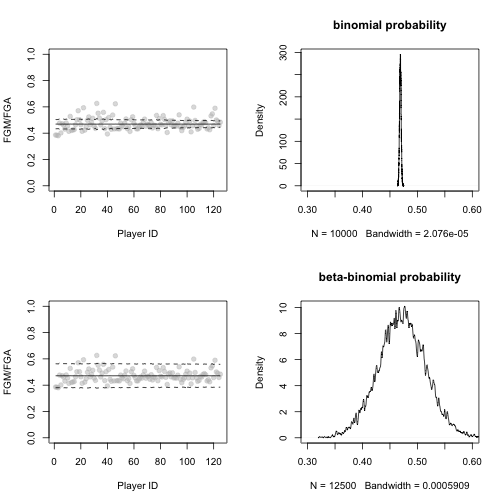 FGM/FGA
1.0
0.8
0.6
0.4
0.2
0.0
0 20 40 60 80 100 120
Player ID
binomial probability
Density
300
200
100
50
0
0.30 0.40 0.50 0.60
N = 10000 Bandwidth = 2.076e-05
FGM/FGA
1.0
0.8
0.6
0.4
0.2
0.0
0 20 40 60 80 100 120
Player ID
beta-binomial probability
Density
10
8
6
4
2
0
0.30 0.40 0.50 0.60
N = 12500 Bandwidth = 0.0005909